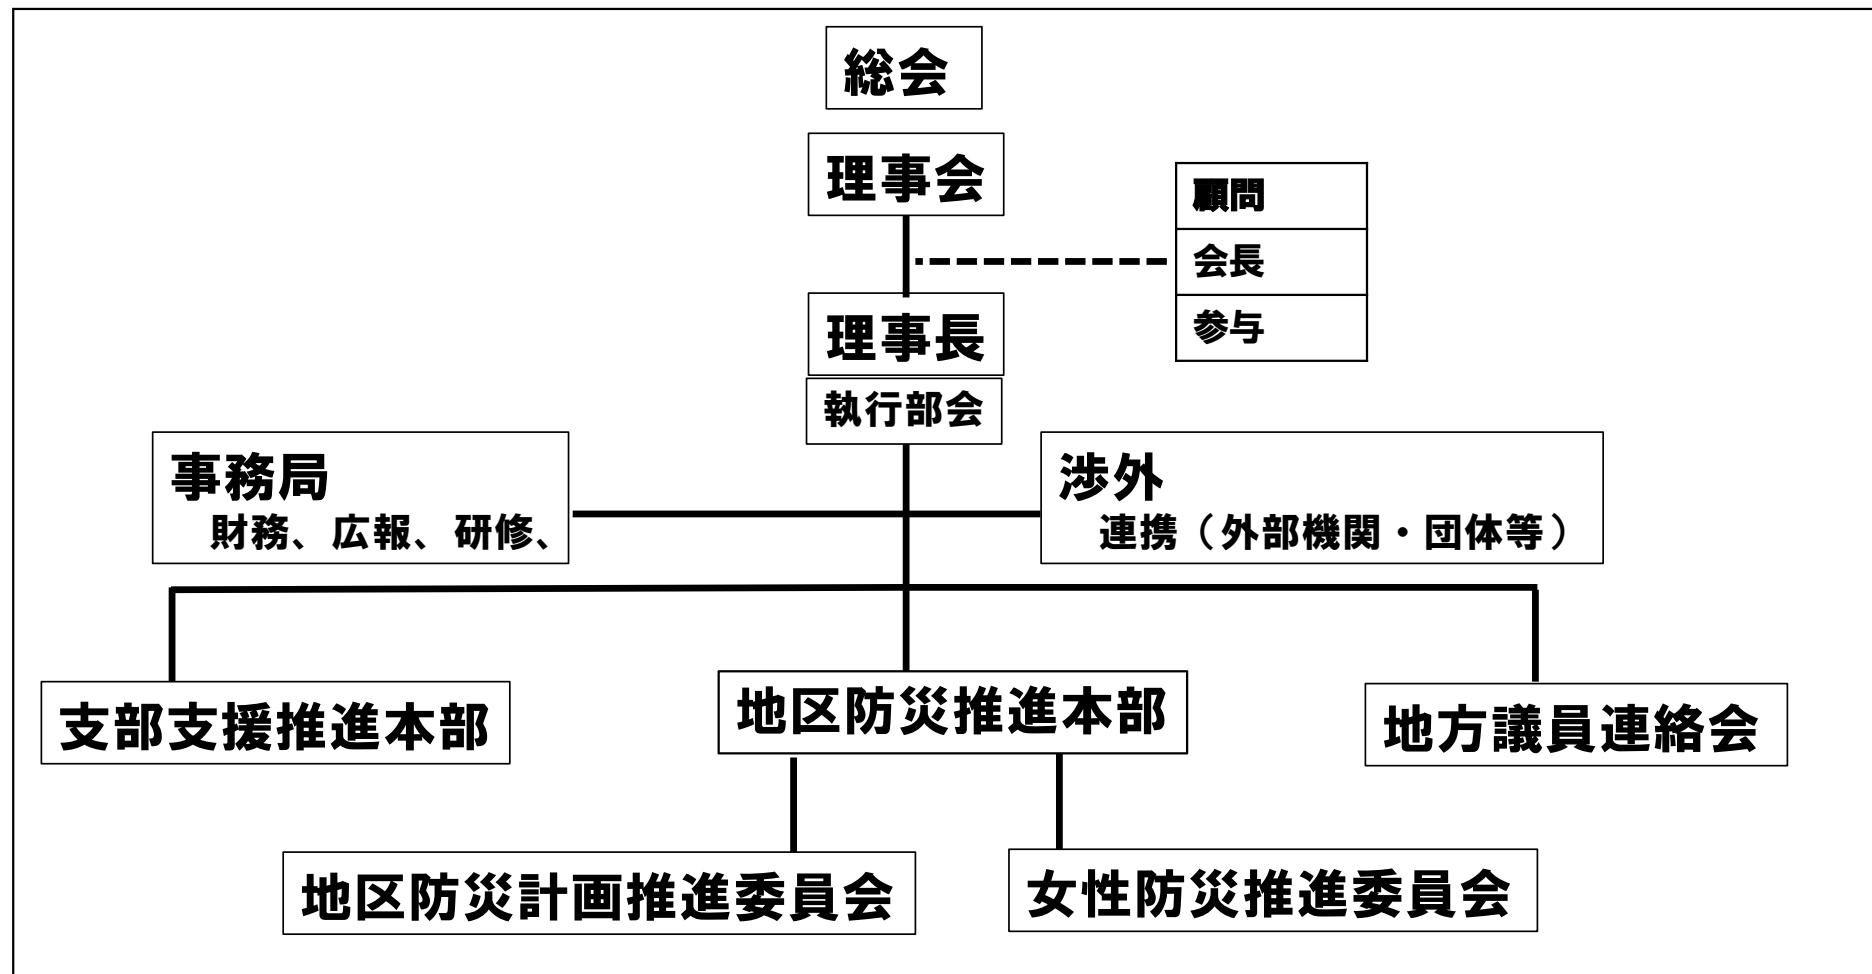 総会
理事会
顧問
会長
参与
理事長
執行部会
事務局
財務、広報、研修、
渉外
連携（外部機関・団体等）
支部支援推進本部
地区防災推進本部
地方議員連絡会
地区防災計画推進委員会
女性防災推進委員会